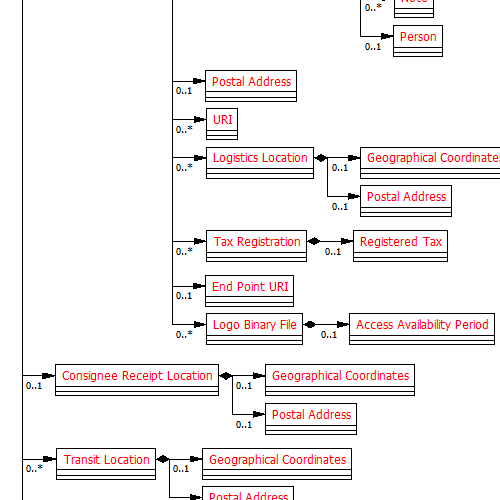 Note
0..*
Person
0..1
Postal Address
0..1
URI
0..*
Logistics Location
0..*
Geographical Coordinates
0..1
Postal Address
0..1
Tax Registration
0..*
Registered Tax
0..1
End Point URI
0..1
Logo Binary File
0..*
Access Availability Period
0..1
Consignee Receipt Location
0..1
Geographical Coordinates
0..1
Postal Address
0..1
Transit Location
0..*
Geographical Coordinates
0..1
Postal Address